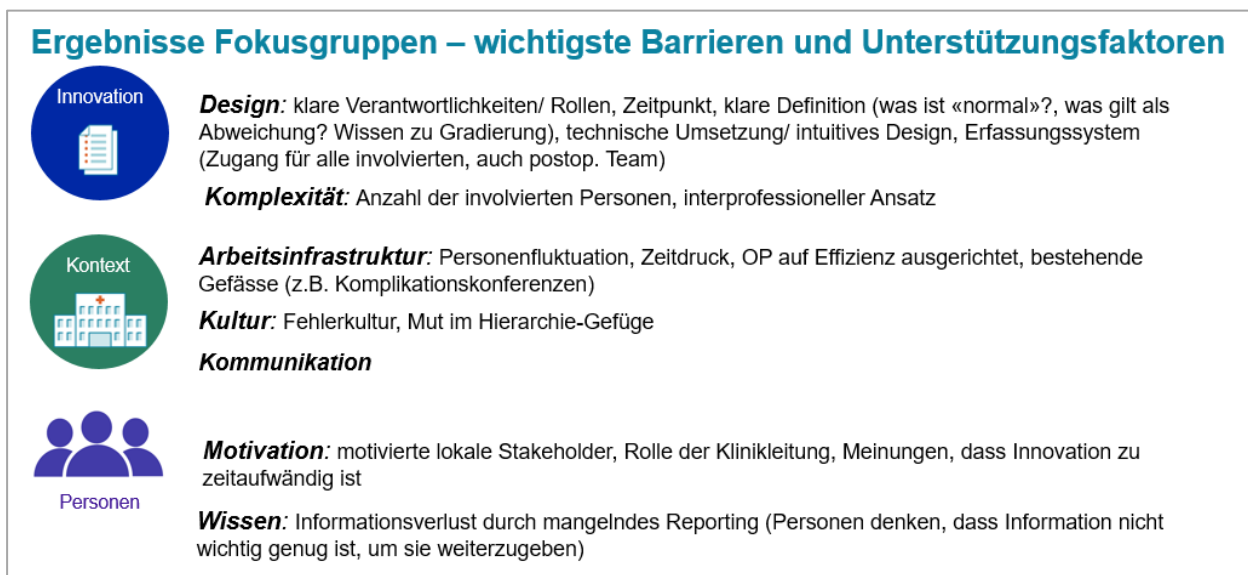 Ergebnisse Fokusgruppen – wichtigste Barrieren und Unterstützungsfaktoren
Innovation
Design: klare Verantwortlichkeiten/ Rollen, Zeitpunkt, klare Definition (was ist «normal»?, was gilt als
Abweichung? Wissen zu Gradierung), technische Umsetzung/ intuitives Design, Erfassungssystem
(Zugang für alle involvierten, auch postop. Team)
Komplexität: Anzahl der involvierten Personen, interprofessioneller Ansatz
Kontext
Arbeitsinfrastruktur: Personenfluktuation, Zeitdruck, OP auf Effizienz ausgerichtet, bestehende
Gefässe (z.B. Komplikationskonferenzen)
Kultur: Fehlerkultur, Mut im Hierarchie-Gefüge
Kommunikation
Personen
Motivation: motivierte lokale Stakeholder, Rolle der Klinikleitung, Meinungen, dass Innovation zu
zeitaufwändig ist
Wissen: Informationsverlust durch mangelndes Reporting (Personen denken, dass Information nicht
wichtig genug ist, um sie weiterzugeben)